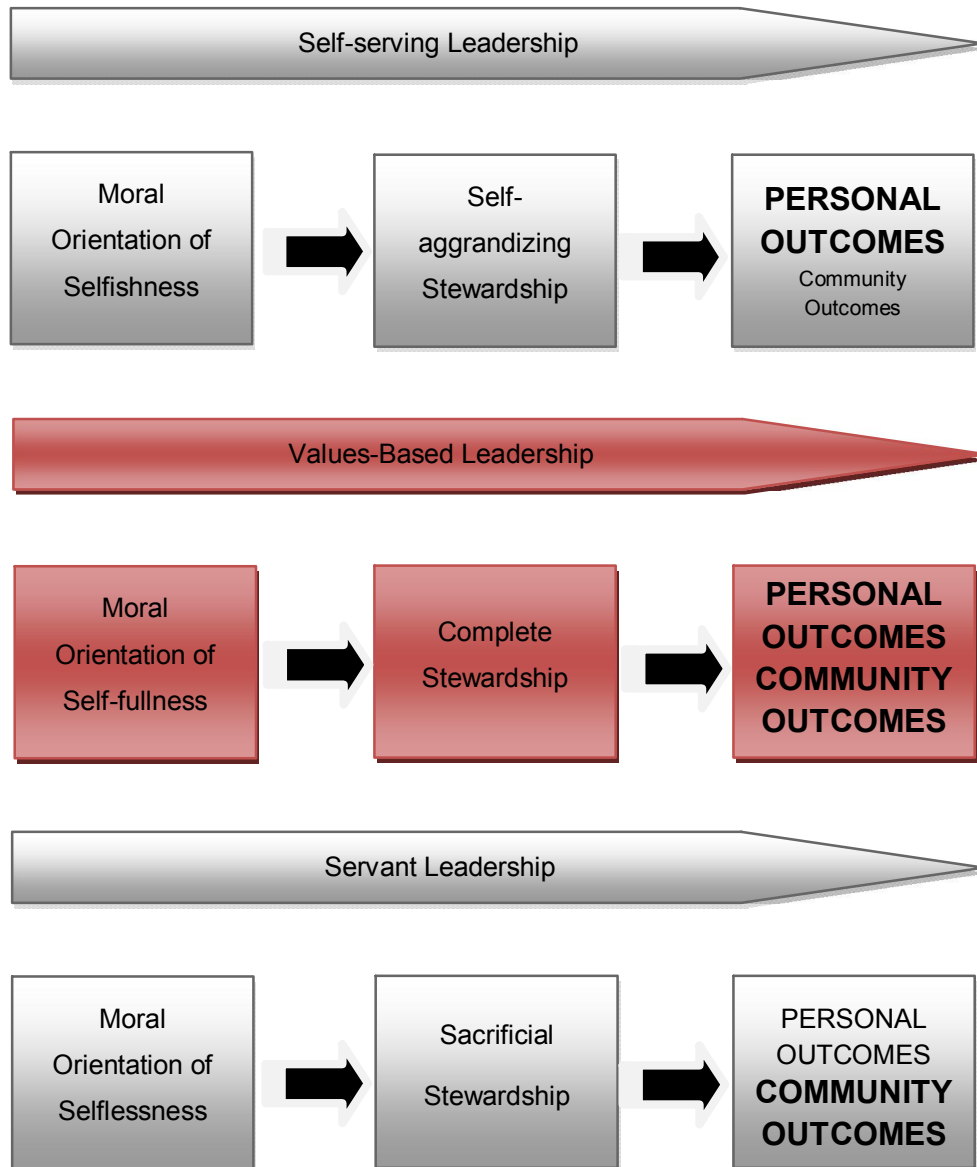 Self-serving Leadership
Moral
Orientation of
Selfishness
Self-
aggrandizing
Stewardship
PERSONAL
OUTCOMES
Community
Outcomes
Values-Based Leadership
Moral
Orientation of
Self-fullness
Complete
Stewardship
PERSONAL
OUTCOMES
COMMUNITY
OUTCOMES
Servant Leadership
Moral
Orientation of
Selflessness
Sacrificial
Stewardship
PERSONAL
OUTCOMES
COMMUNITY
OUTCOMES